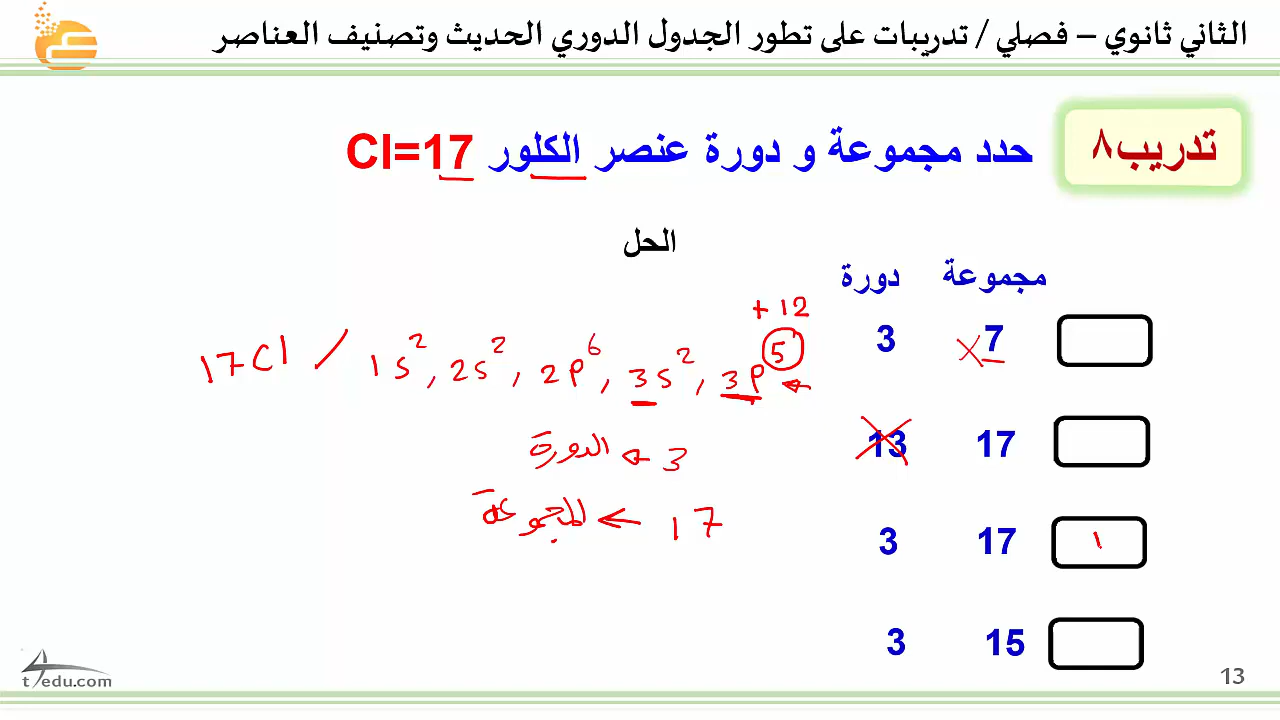 الثاني ثانوي – فصلي / تدريبات على تطور الجدول الدوري الحديث وتصنيف العناصر
تدريب٨
حدد مجموعة و دورة عنصر الكلور Cl=17
الحل
مجموعة دورة
7 3
17 13
17 3
15 3
+12
17Cl / 1s², 2s², 2p⁶, 3s², 3p⁵ ←
3 ← الدورة
17 ← المجموعة
١
t7edu.com
13